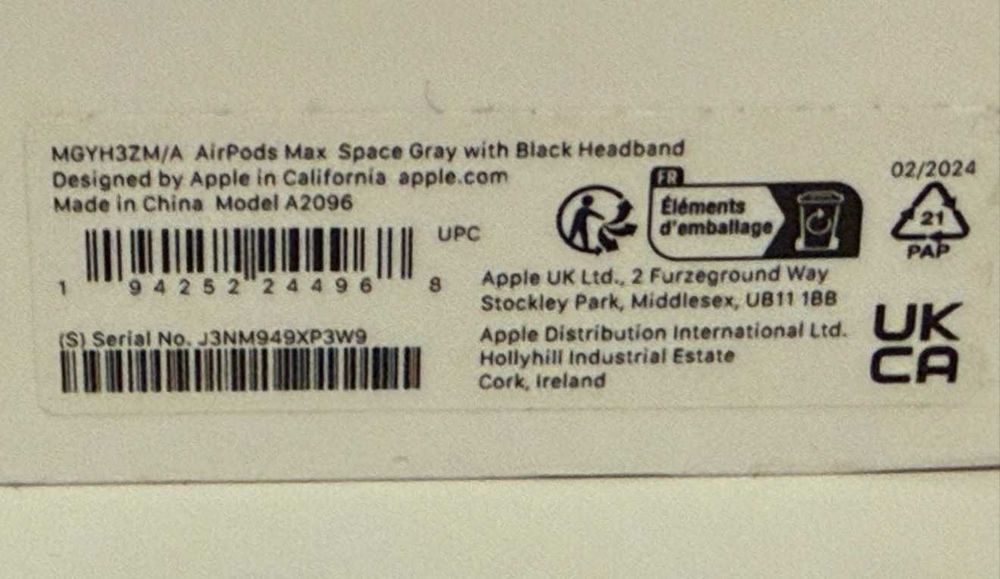 MGYH3ZM/A AirPods Max Space Gray with Black Headband
Designed by Apple in California apple.com
Made in China Model A2096
UPC
1 94252 24496 8
(S) Serial No. J3NM949XP3W9
FR
Éléments
d'emballage
02/2024
21
PAP
Apple UK Ltd., 2 Furzeground Way
Stockley Park, Middlesex, UB11 1BB
Apple Distribution International Ltd.
Hollyhill Industrial Estate
Cork, Ireland
UK
CA